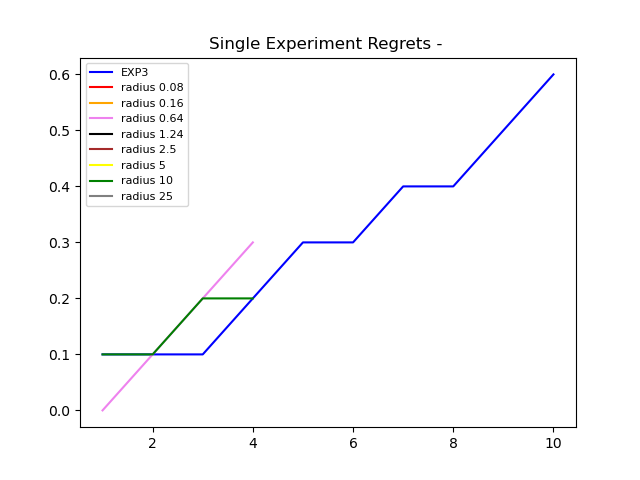 Single Experiment Regrets -
EXP3
radius 0.08
radius 0.16
radius 0.64
radius 1.24
radius 2.5
radius 5
radius 10
radius 25
0.6
0.5
0.4
0.3
0.2
0.1
0.0
2 4 6 8 10